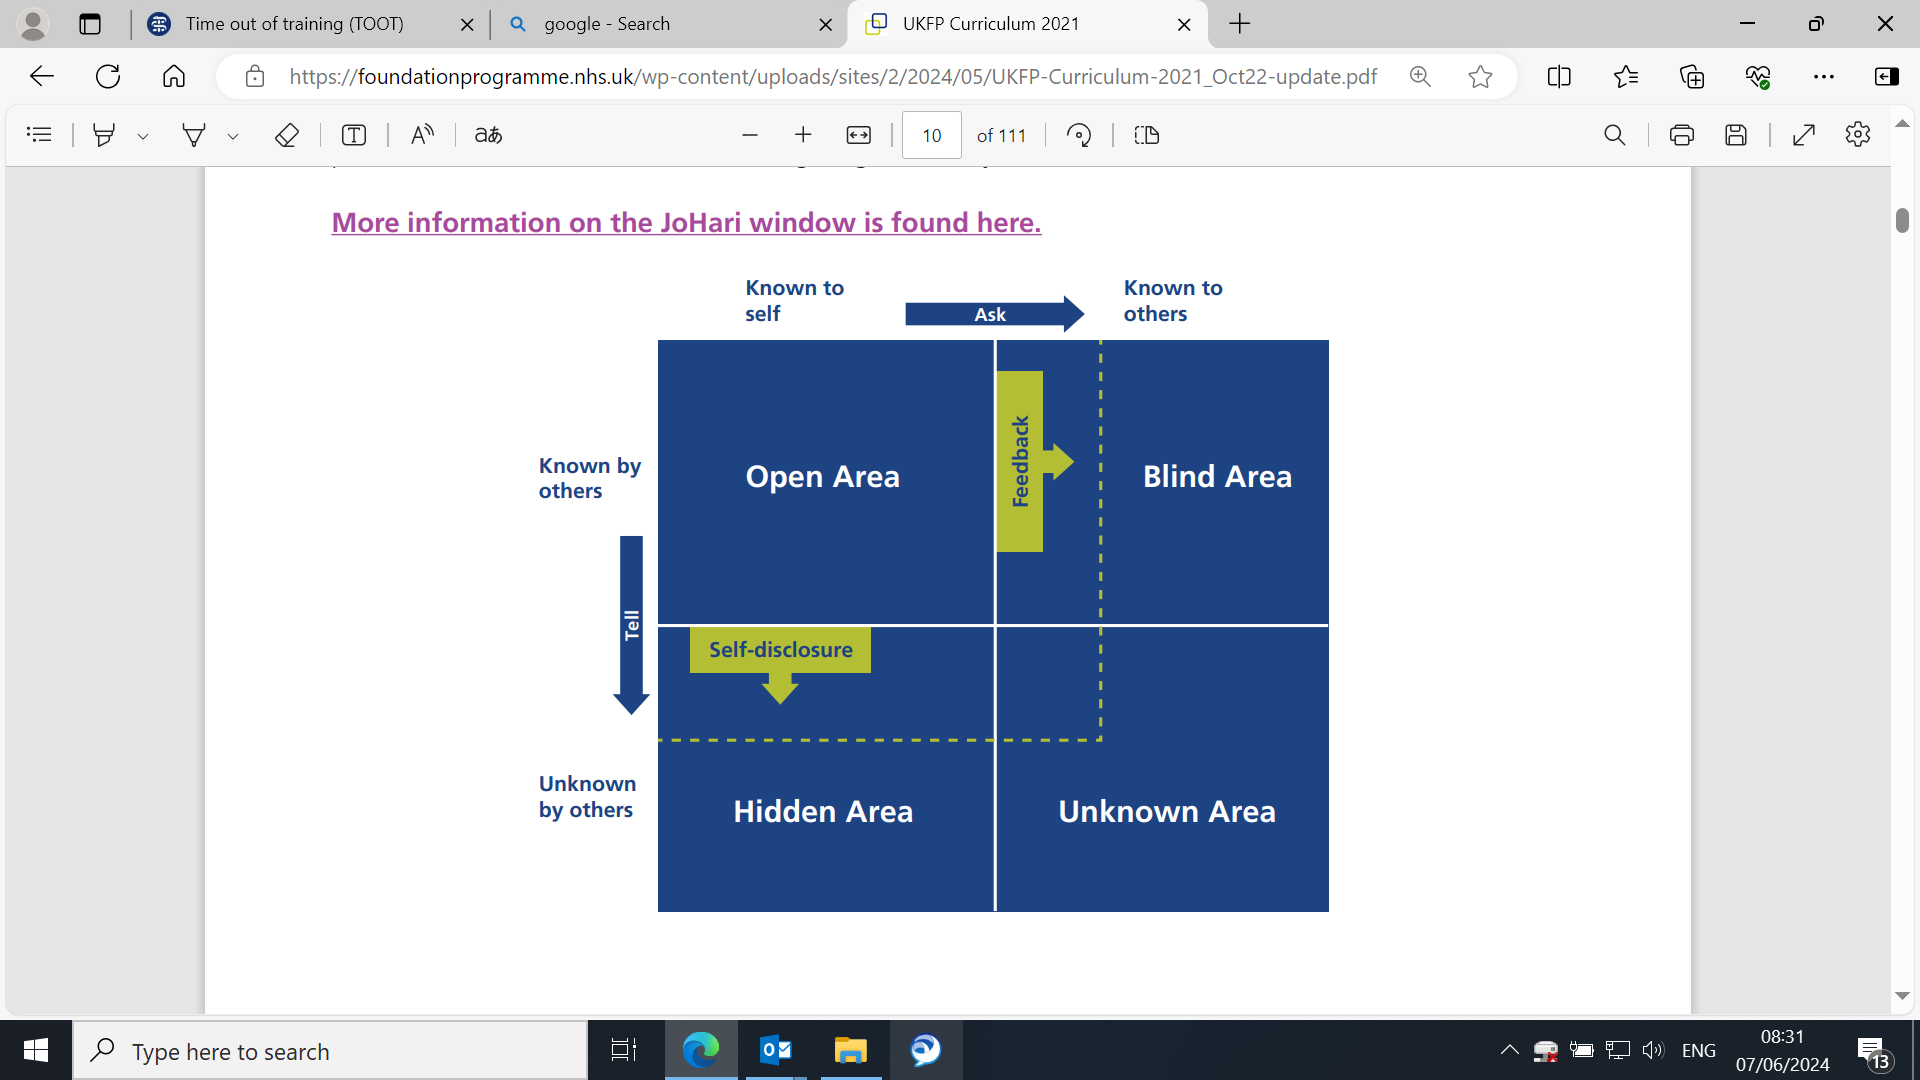 Time out of training (TOOT)
google - Search
UKFP Curriculum 2021
https://foundationprogramme.nhs.uk/wp-content/uploads/sites/2/2024/05/UKFP-Curriculum-2021_Oct22-update.pdf
10 of 111
More information on the JoHari window is found here.
Known to
self
Ask
Known to
others
Known by
others
Open Area
Feedback
Blind Area
Tell
Self-disclosure
Unknown
by others
Hidden Area
Unknown Area
Type here to search
ENG
08:31
07/06/2024
13